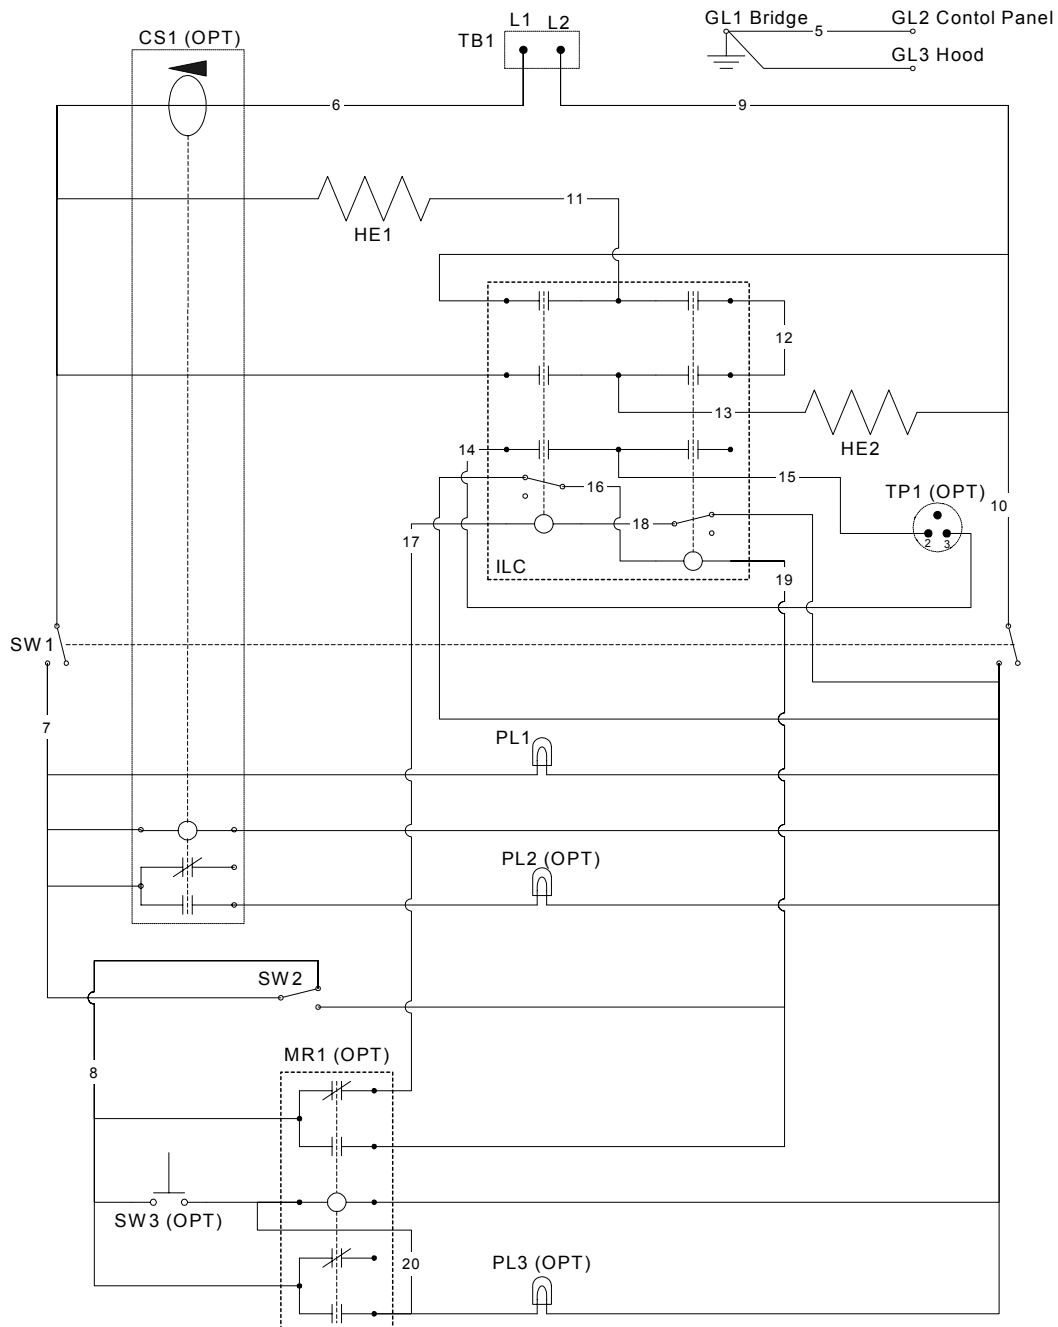 L1 L2
GL1 Bridge
5
GL2 Contol Panel
CS1 (OPT)
TB1
GL3 Hood
6
9
11
HE1
12
13
HE2
14
15
16
TP1 (OPT)
10
2 3
17
18
ILC
19
SW1
7
PL1
PL2 (OPT)
SW2
MR1 (OPT)
8
SW3 (OPT)
20
PL3 (OPT)